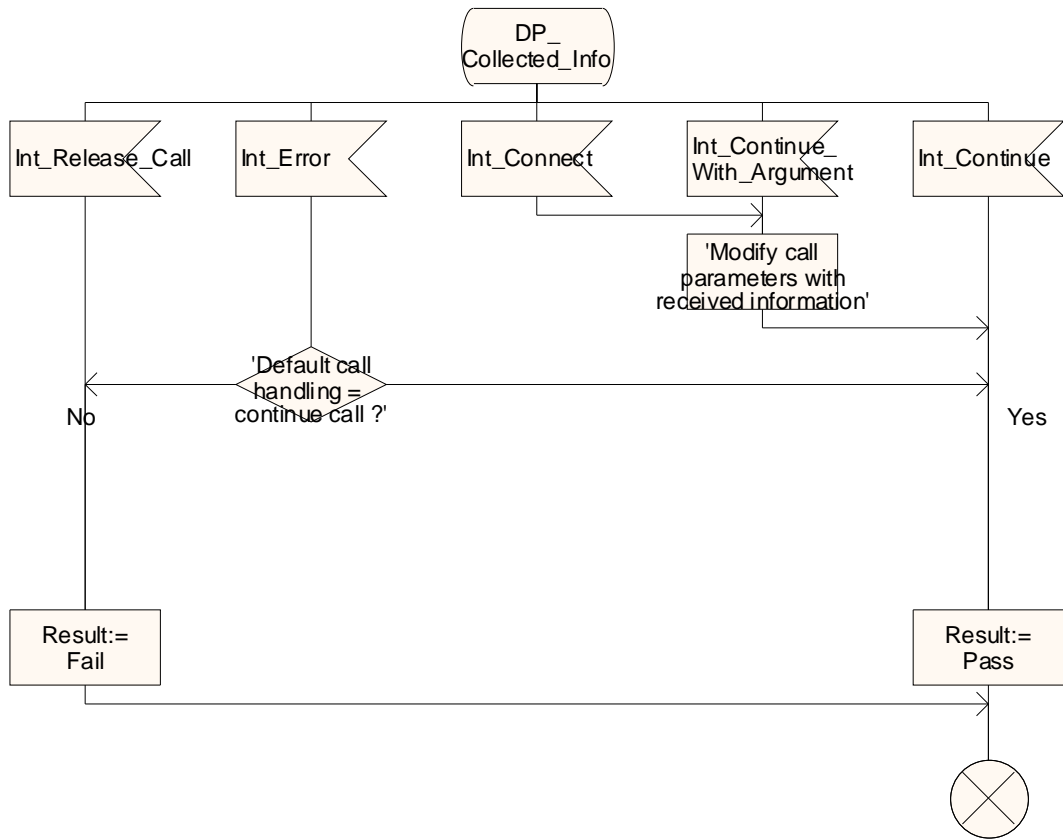 DP_
Collected_Info
Int_Release_Call
Int_Error
Int_Connect
Int_Continue_
With_Argument
Int_Continue
'Modify call
parameters with
received information'
'Default call
handling =
continue call ?'
No
Yes
Result:=
Fail
Result:=
Pass